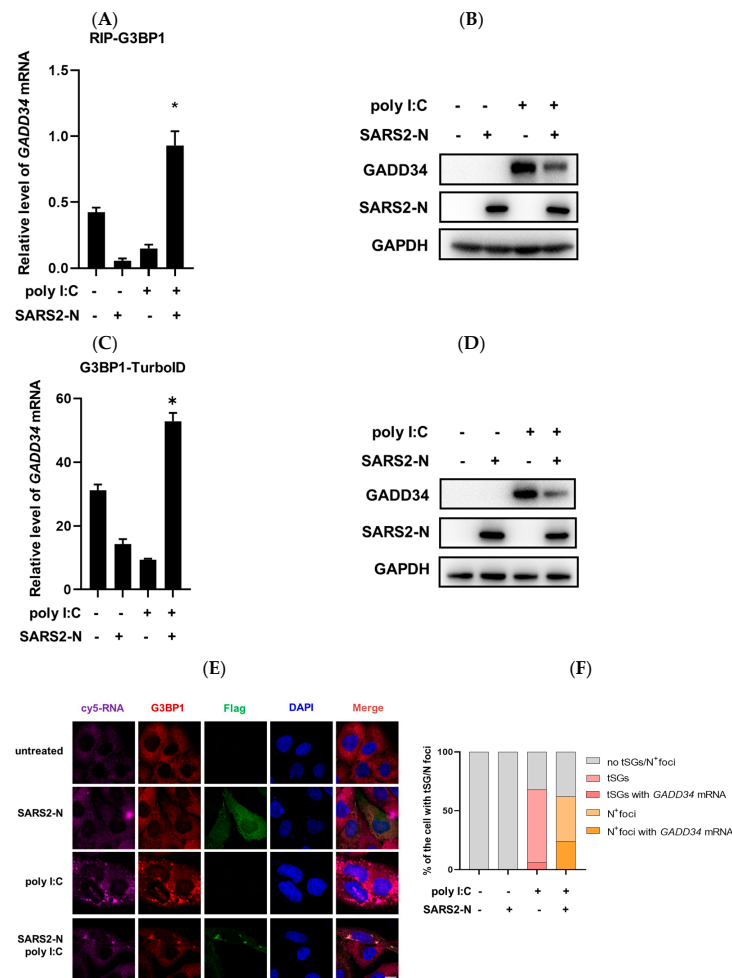 (A)
RIP-G3BP1
Relative level of GADD34 mRNA
1.5
1.0
0.5
0.0
*
poly I:C - - + +
SARS2-N - + - +
(B)
poly I:C - - + +
SARS2-N - + - +
GADD34
SARS2-N
GAPDH
(C)
G3BP1-TurboID
Relative level of GADD34 mRNA
60
40
20
0
*
poly I:C - - + +
SARS2-N - + - +
(D)
poly I:C - - + +
SARS2-N - + - +
GADD34
SARS2-N
GAPDH
(E)
cy5-RNA G3BP1 Flag DAPI Merge
untreated
SARS2-N
poly I:C
SARS2-N
poly I:C
(F)
% of the cell with tSG/N foci
100
50
0
no tSGs/N⁺foci
tSGs
tSGs with GADD34 mRNA
N⁺foci
N⁺foci with GADD34 mRNA
poly I:C - - + +
SARS2-N - + - +